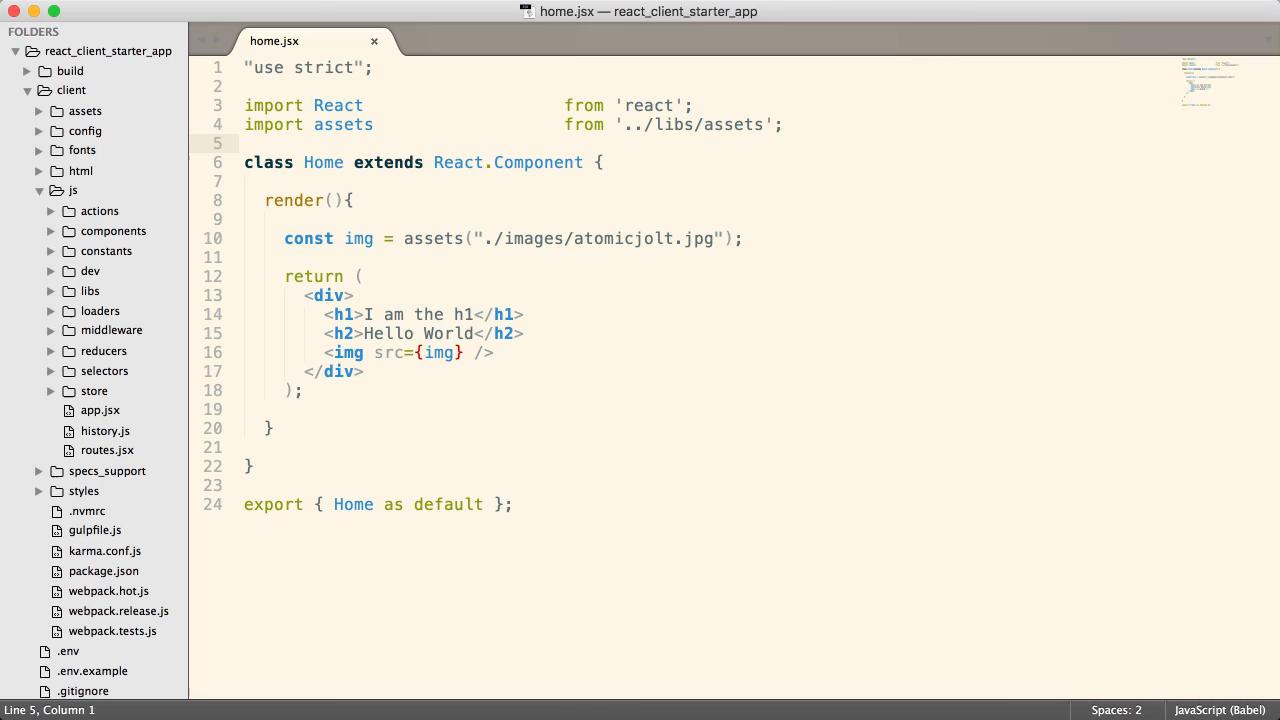 home.jsx — react_client_starter_app
FOLDERS
react_client_starter_app
build
client
assets
config
fonts
html
js
actions
components
constants
dev
libs
loaders
middleware
reducers
selectors
store
app.jsx
history.js
routes.jsx
specs_support
styles
.nvmrc
gulpfile.js
karma.conf.js
package.json
webpack.hot.js
webpack.release.js
webpack.tests.js
.env
.env.example
.gitignore
home.jsx ×
1 "use strict";
2
3 import React                    from 'react';
4 import assets                   from '../libs/assets';
5
6 class Home extends React.Component {
7
8   render(){
9
10     const img = assets("./images/atomicjolt.jpg");
11
12     return (
13       <div>
14         <h1>I am the h1</h1>
15         <h2>Hello World</h2>
16         <img src={img} />
17       </div>
18     );
19
20   }
21
22 }
23
24 export { Home as default };
Line 5, Column 1
Spaces: 2
JavaScript (Babel)